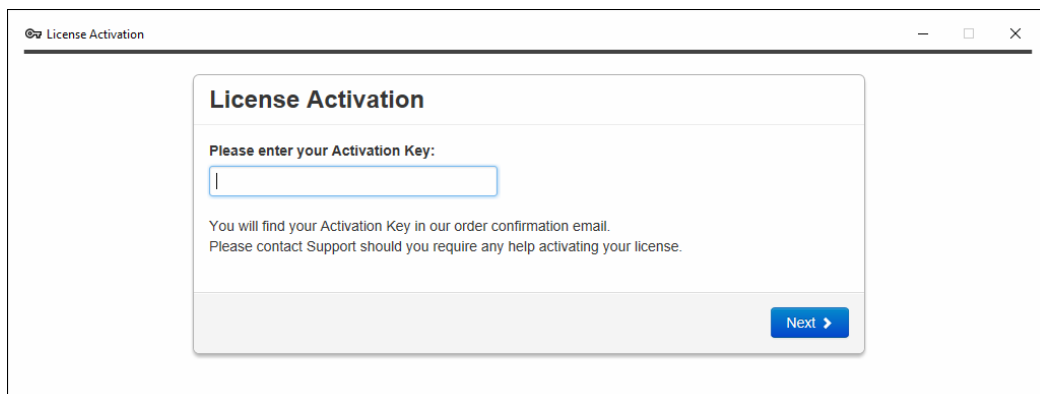 License Activation
License Activation
Please enter your Activation Key:
You will find your Activation Key in our order confirmation email.
Please contact Support should you require any help activating your license.
Next